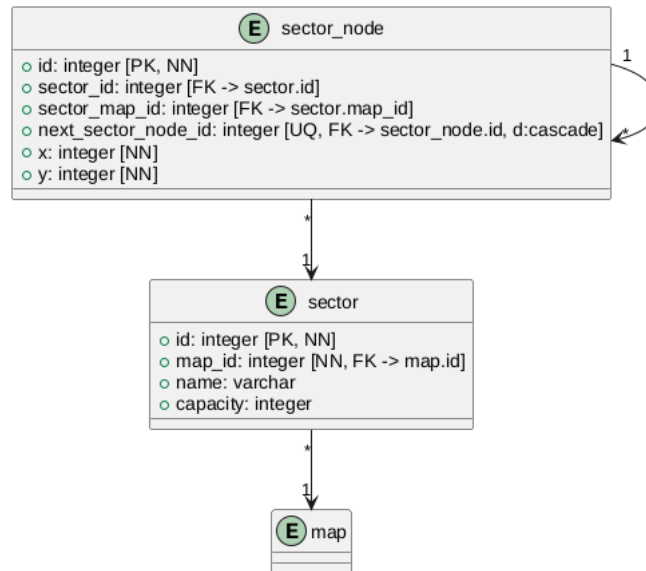 E sector_node
id: integer [PK, NN]
sector_id: integer [FK -> sector.id]
sector_map_id: integer [FK -> sector.map_id]
next_sector_node_id: integer [UQ, FK -> sector_node.id, d:cascade]
x: integer [NN]
y: integer [NN]
1
*
*
1
E sector
id: integer [PK, NN]
map_id: integer [NN, FK -> map.id]
name: varchar
capacity: integer
*
1
E map